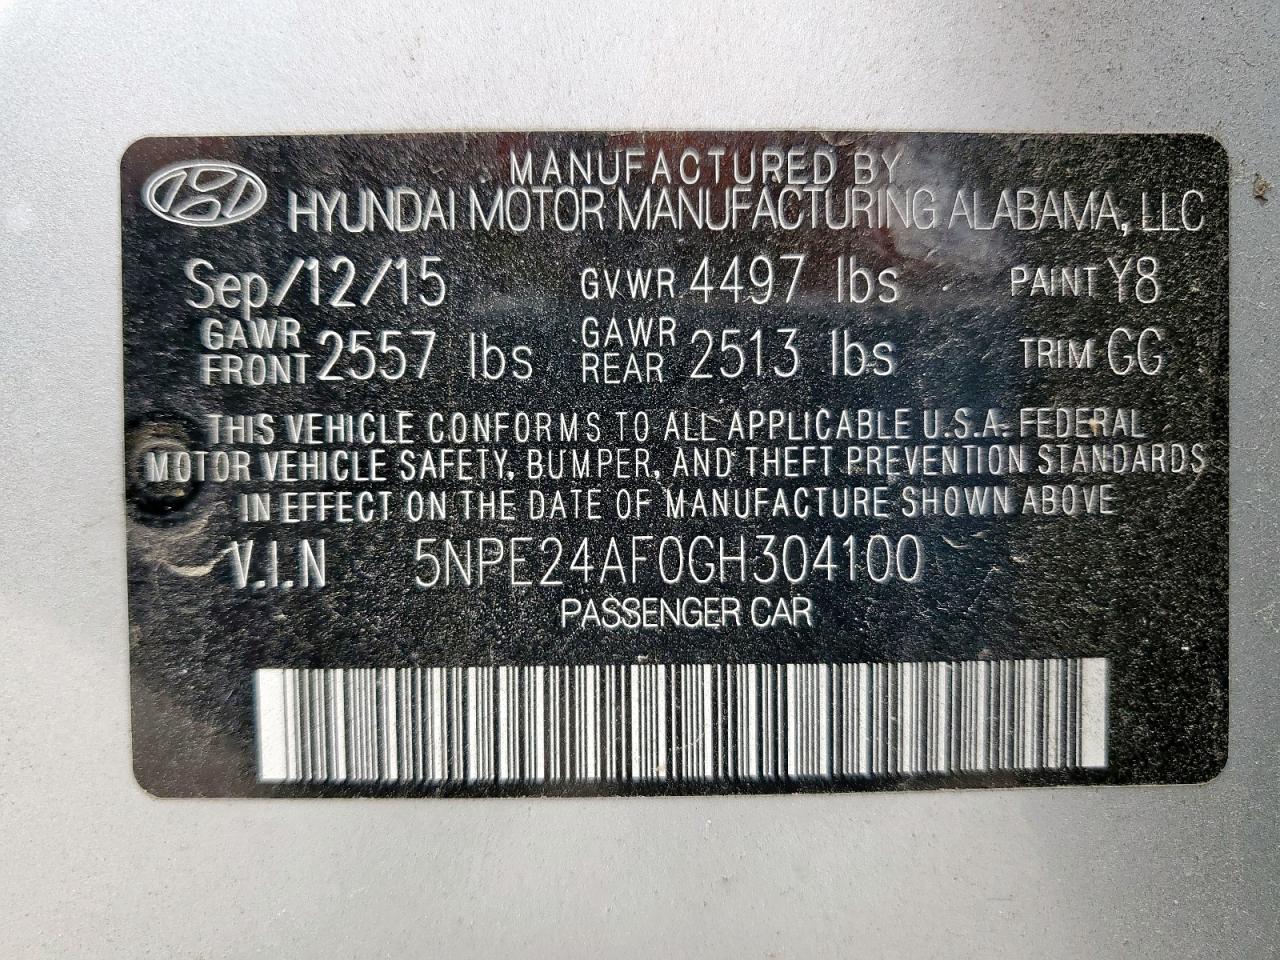 MANUFACTURED BY
HYUNDAI MOTOR MANUFACTURING ALABAMA, LLC
Sep/12/15 GVWR 4497 lbs PAINT Y8
GAWR FRONT 2557 lbs GAWR REAR 2513 lbs TRIM GG
THIS VEHICLE CONFORMS TO ALL APPLICABLE U.S.A. FEDERAL
MOTOR VEHICLE SAFETY, BUMPER, AND THEFT PREVENTION STANDARDS
IN EFFECT ON THE DATE OF MANUFACTURE SHOWN ABOVE
V.I.N 5NPE24AF0GH304100
PASSENGER CAR